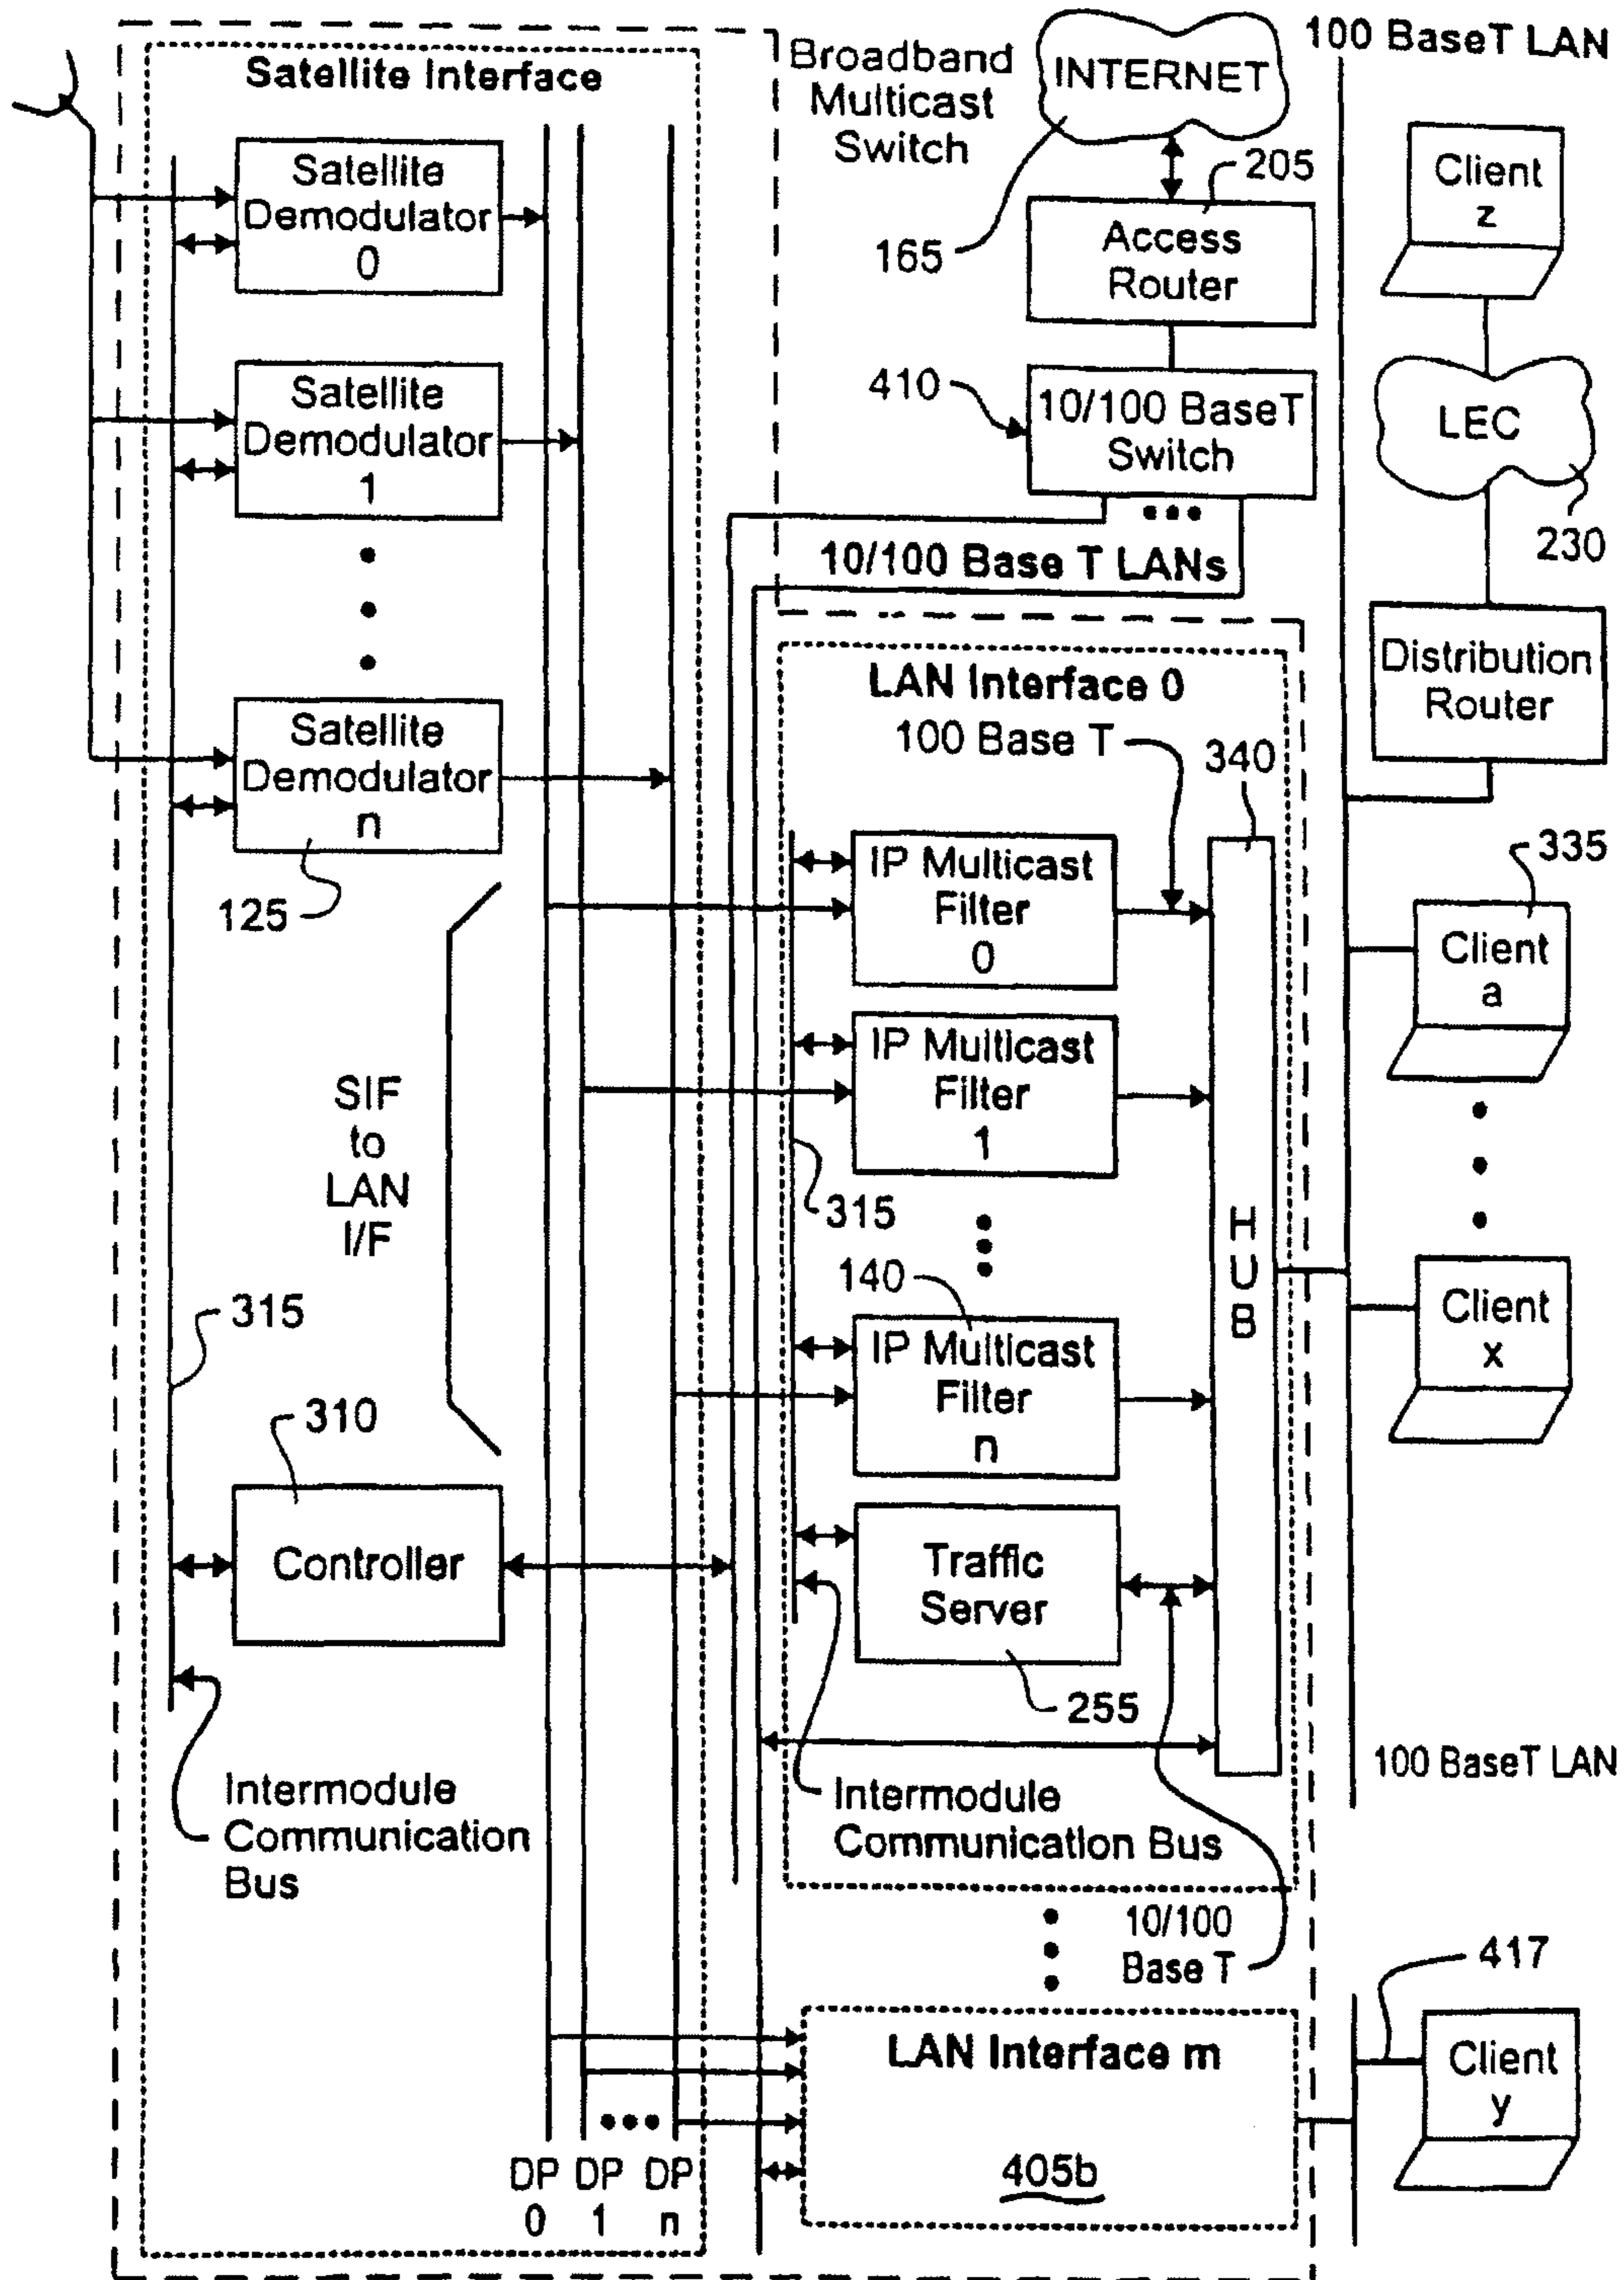 Satellite Interface
Broadband
Multicast
Switch
INTERNET
100 BaseT LAN
Satellite
Demodulator
0
165
205
Access
Router
Client
z
Satellite
Demodulator
1
410
10/100 BaseT
Switch
LEC
230
10/100 Base T LANs
Distribution
Router
Satellite
Demodulator
n
125
LAN Interface 0
100 Base T
340
IP Multicast
Filter
0
335
Client
a
IP Multicast
Filter
1
SIF
to
LAN
I/F
315
140
IP Multicast
Filter
n
H
U
B
Client
x
315
310
Controller
Traffic
Server
255
Intermodule
Communication
Bus
Intermodule
Communication Bus
100 BaseT LAN
10/100
Base T
417
LAN Interface m
405b
Client
y
DP DP DP
0 1 n